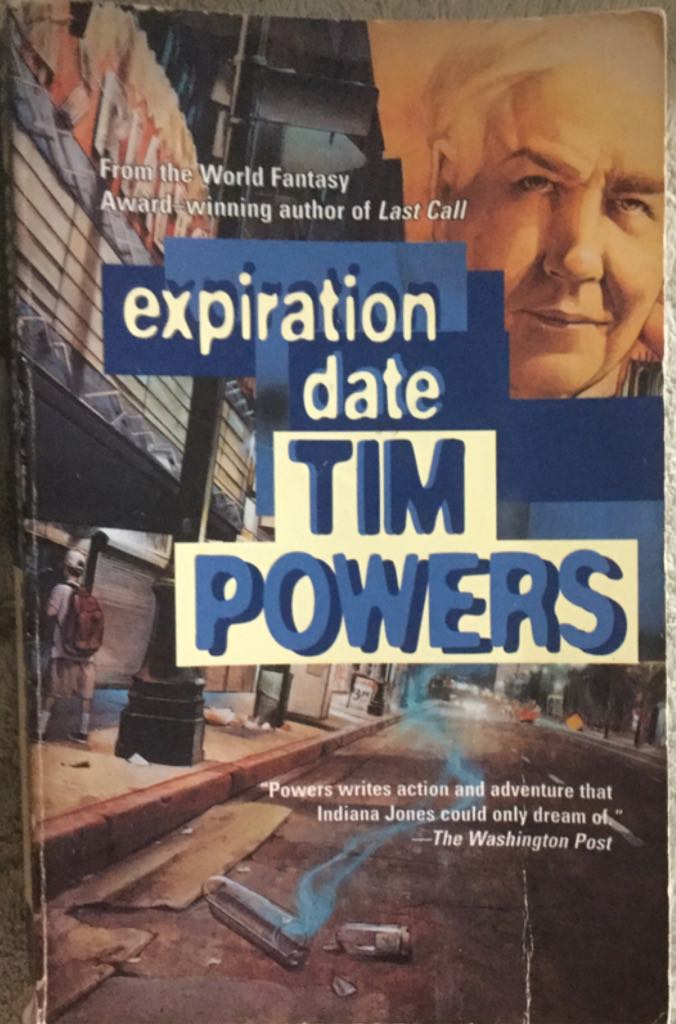 From the World Fantasy
Award-winning author of Last Call
expiration
date
TIM
POWERS
"Powers writes action and adventure that
Indiana Jones could only dream of."
—The Washington Post